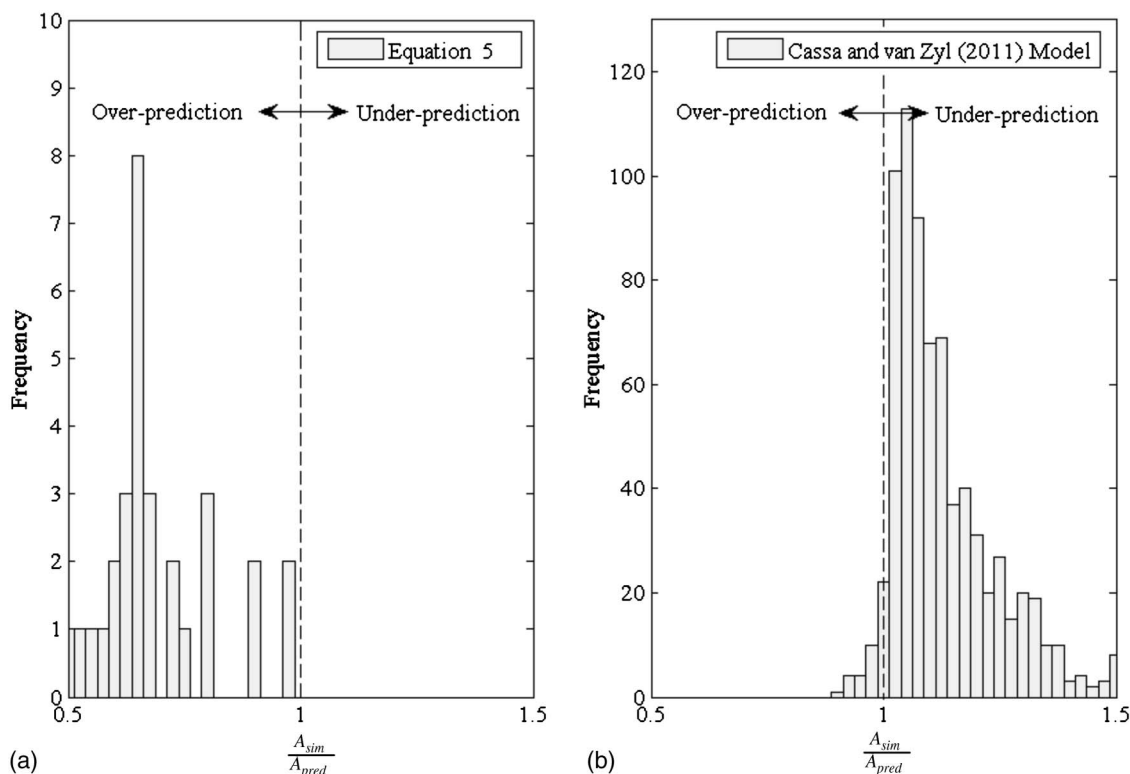 10
9
8
7
6
5
4
3
2
1
0
Frequency
Equation 5
Over-prediction
Under-prediction
0.5
1
1.5
A_sim
A_pred
(a)
120
100
80
60
40
20
0
Frequency
Cassa and van Zyl (2011) Model
Over-prediction
Under-prediction
0.5
1
1.5
A_sim
A_pred
(b)